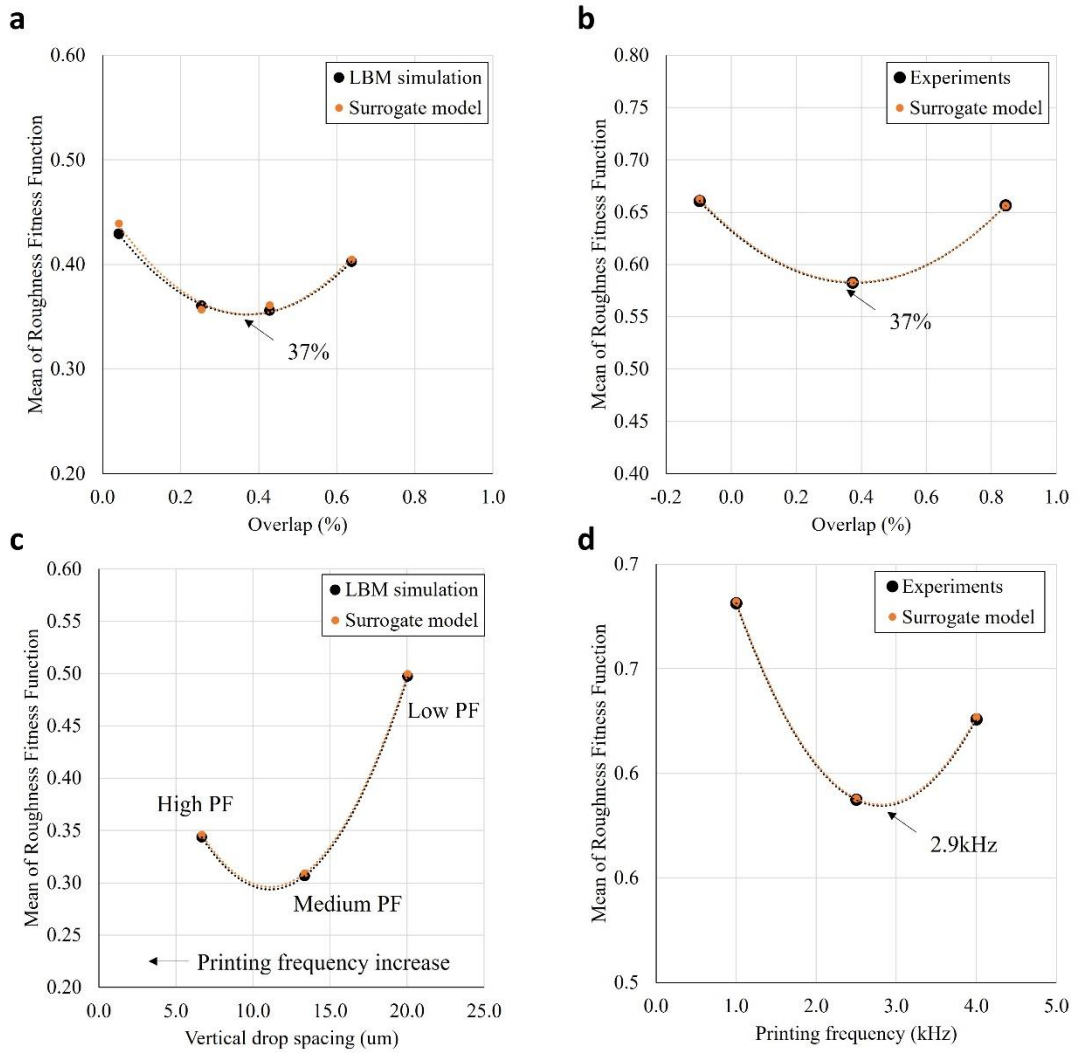 a
0.60
0.50
0.40
0.30
0.20
Mean of Roughness Fitness Function
LBM simulation
Surrogate model
37%
0.0 0.2 0.4 0.6 0.8 1.0
Overlap (%)
b
0.80
0.75
0.70
0.65
0.60
0.55
0.50
0.45
0.40
Mean of Roughnes Fitness Function
Experiments
Surrogate model
37%
-0.2 0.0 0.2 0.4 0.6 0.8 1.0
Overlap (%)
c
0.60
0.55
0.50
0.45
0.40
0.35
0.30
0.25
0.20
Mean of Roughness Fitness Function
LBM simulation
Surrogate model
Low PF
High PF
Medium PF
Printing frequency increase
0.0 5.0 10.0 15.0 20.0 25.0
Vertical drop spacing (um)
d
0.7
0.7
0.6
0.6
0.5
Mean of Roughness Fitness Function
Experiments
Surrogate model
2.9kHz
0.0 1.0 2.0 3.0 4.0 5.0
Printing frequency (kHz)